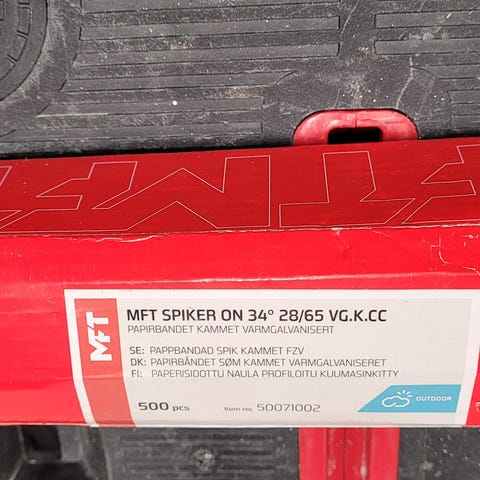 MFT
MFT
MFT SPIKER ON 34° 28/65 VG.K.CC
PAPIRBANDET KAMMET VARMGALVANISERT
SE: PAPPBANDAD SPIK KAMMET FZV
DK: PAPIRBÅNDET SØM KAMMET VARMGALVANISERET
FI: PAPERISIDOTTU NAULA PROFILOITU KUUMASINKITTY
500 pcs
Item no. 50071002
OUTDOOR